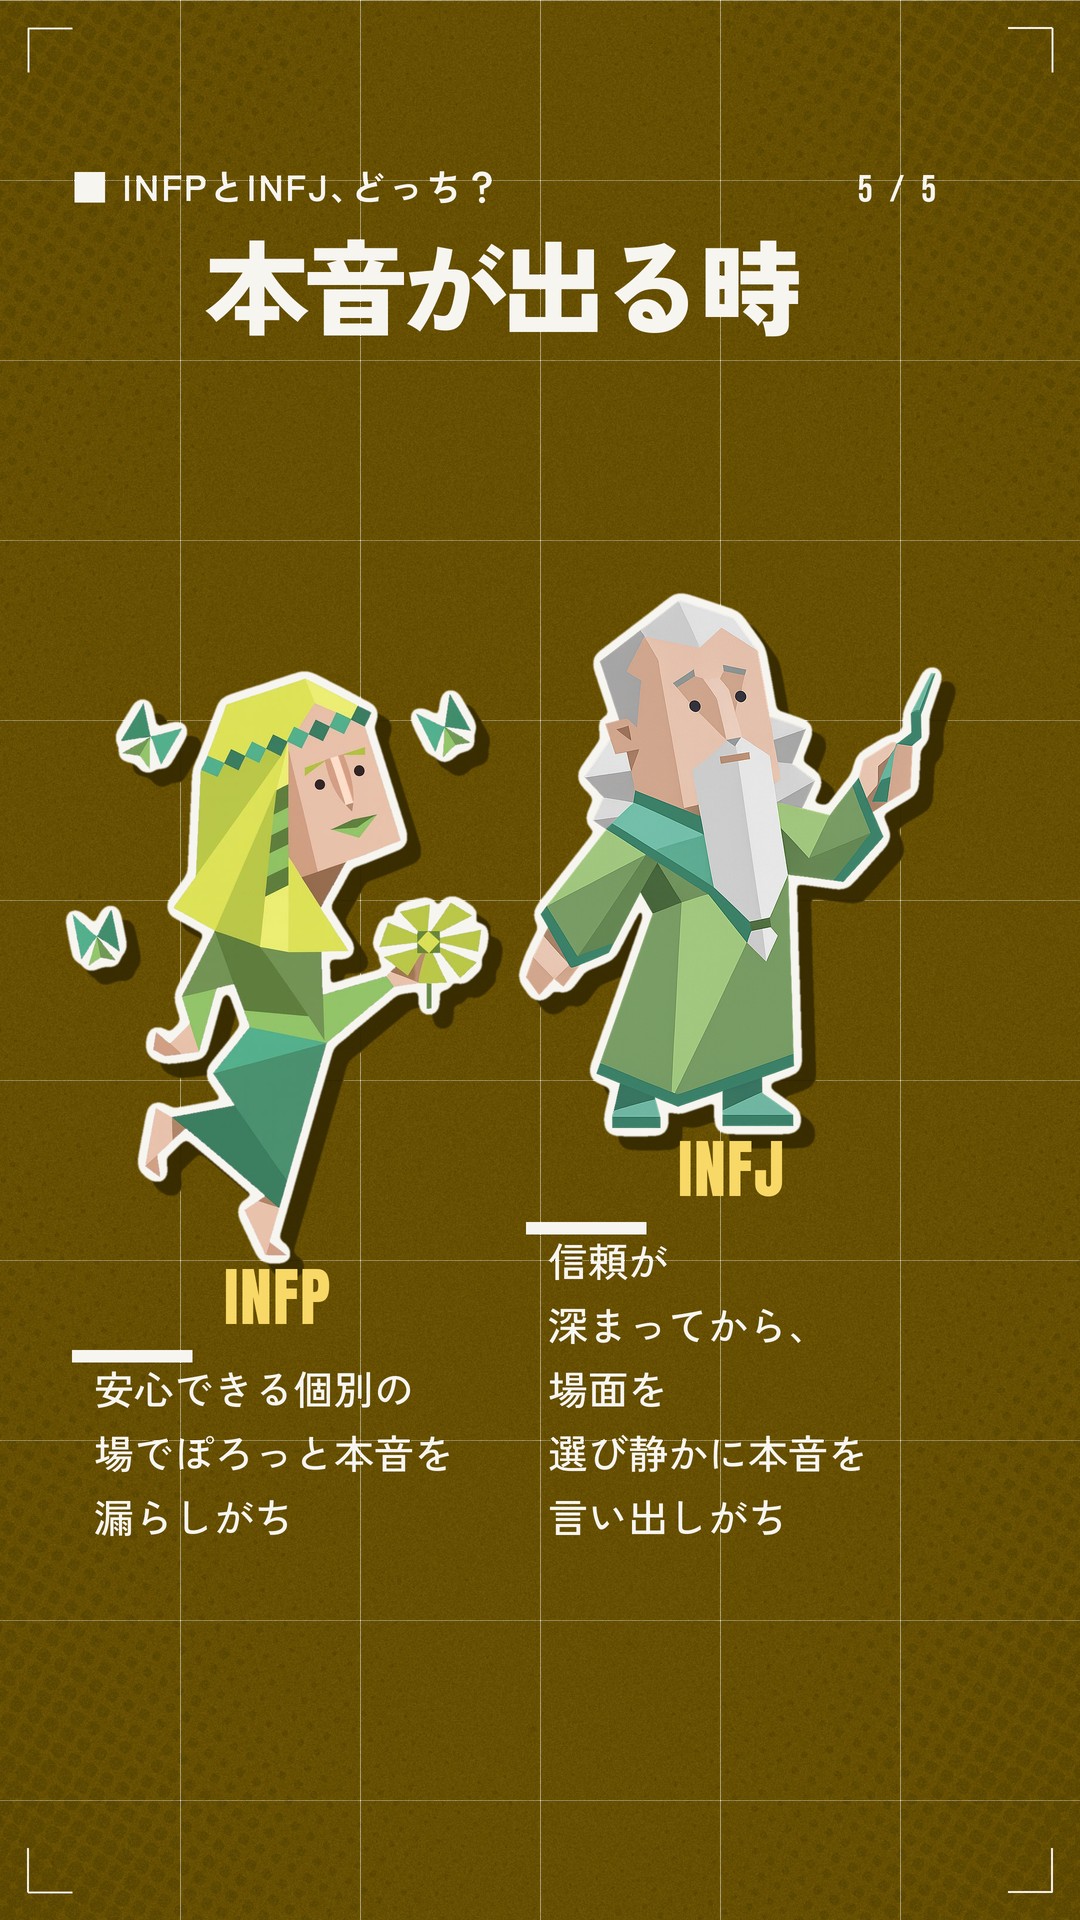 INFPとINFJ、どっち？
5 / 5
本音が出る時
INFP
安心できる個別の
場でぽろっと本音を
漏らしがち
INFJ
信頼が
深まってから、
場面を
選び静かに本音を
言い出しがち